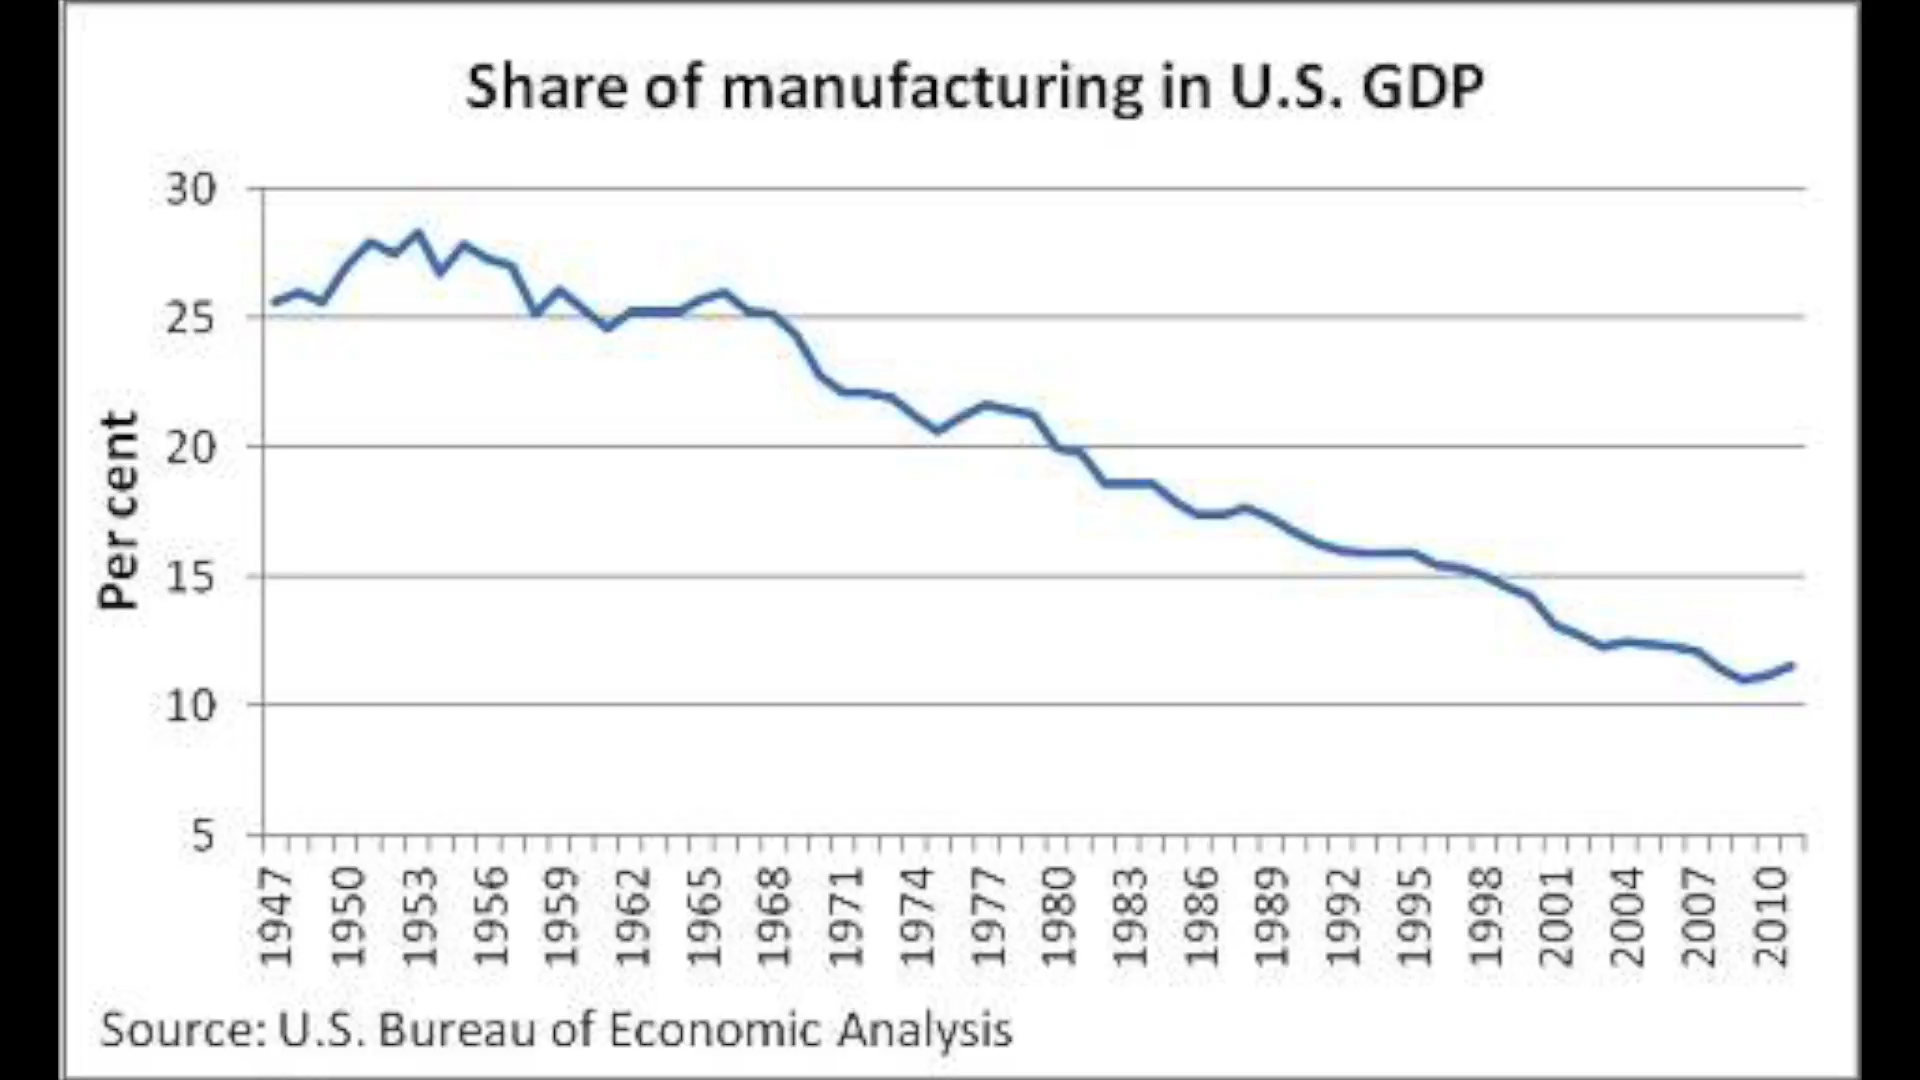 Share of manufacturing in U.S. GDP
Per cent
30
25
20
15
10
5
1947 1950 1953 1956 1959 1962 1965 1968 1971 1974 1977 1980 1983 1986 1989 1992 1995 1998 2001 2004 2007 2010
Source: U.S. Bureau of Economic Analysis